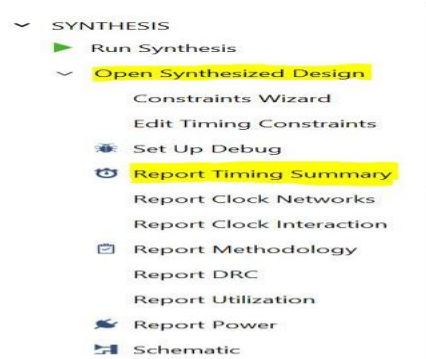 SYNTHESIS
Run Synthesis
Open Synthesized Design
Constraints Wizard
Edit Timing Constraints
Set Up Debug
Report Timing Summary
Report Clock Networks
Report Clock Interaction
Report Methodology
Report DRC
Report Utilization
Report Power
Schematic